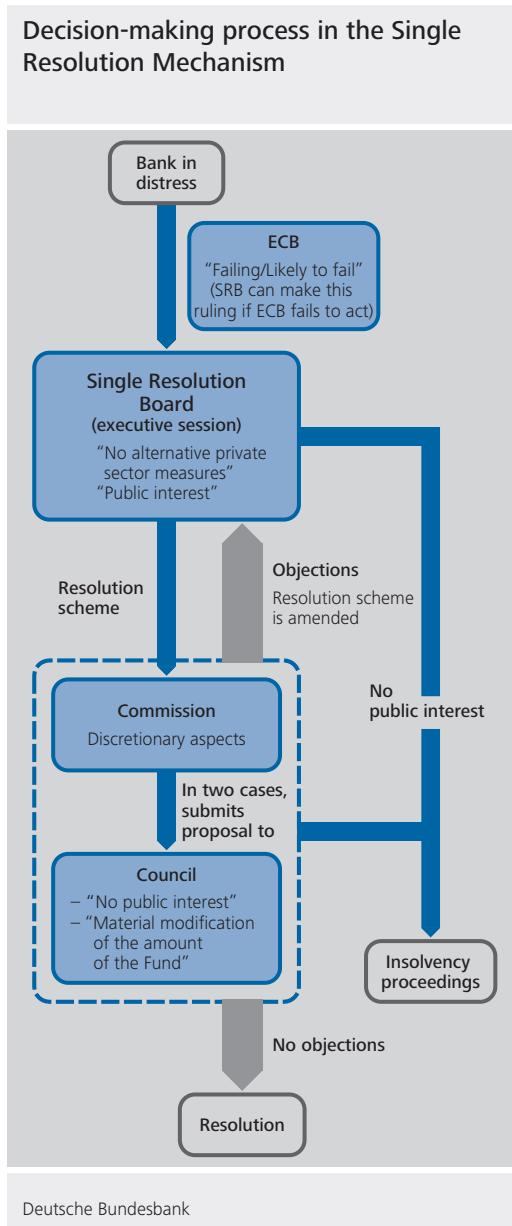 Decision-making process in the Single
Resolution Mechanism
Bank in
distress
ECB
“Failing/Likely to fail”
(SRB can make this
ruling if ECB fails to act)
Single Resolution
Board
(executive session)
“No alternative private
sector measures”
“Public interest”
Resolution
scheme
Objections
Resolution scheme
is amended
No
public interest
Commission
Discretionary aspects
In two cases,
submits
proposal to
Council
– “No public interest”
– “Material modification
of the amount
of the Fund”
Insolvency
proceedings
No objections
Resolution
Deutsche Bundesbank